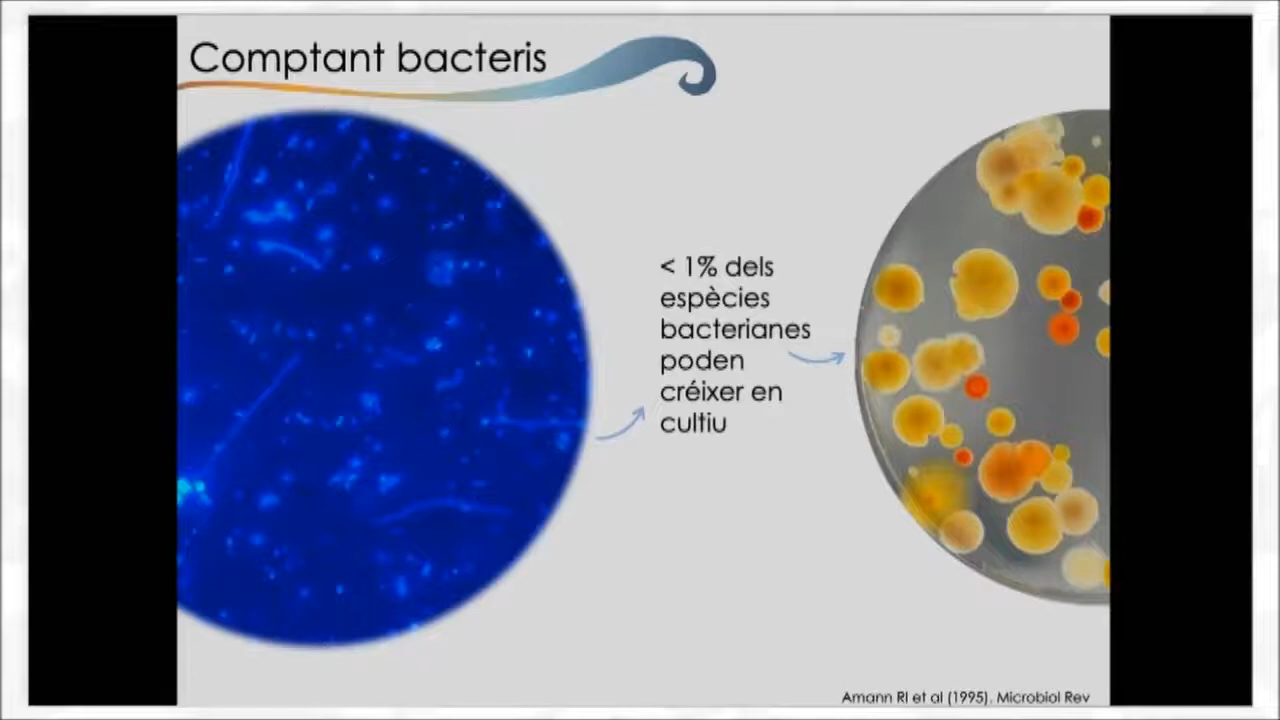 Comptant bacteris
< 1% dels
espècies
bacterianes
poden
créixer en
cultiu
Amann RI et al (1995). Microbiol Rev